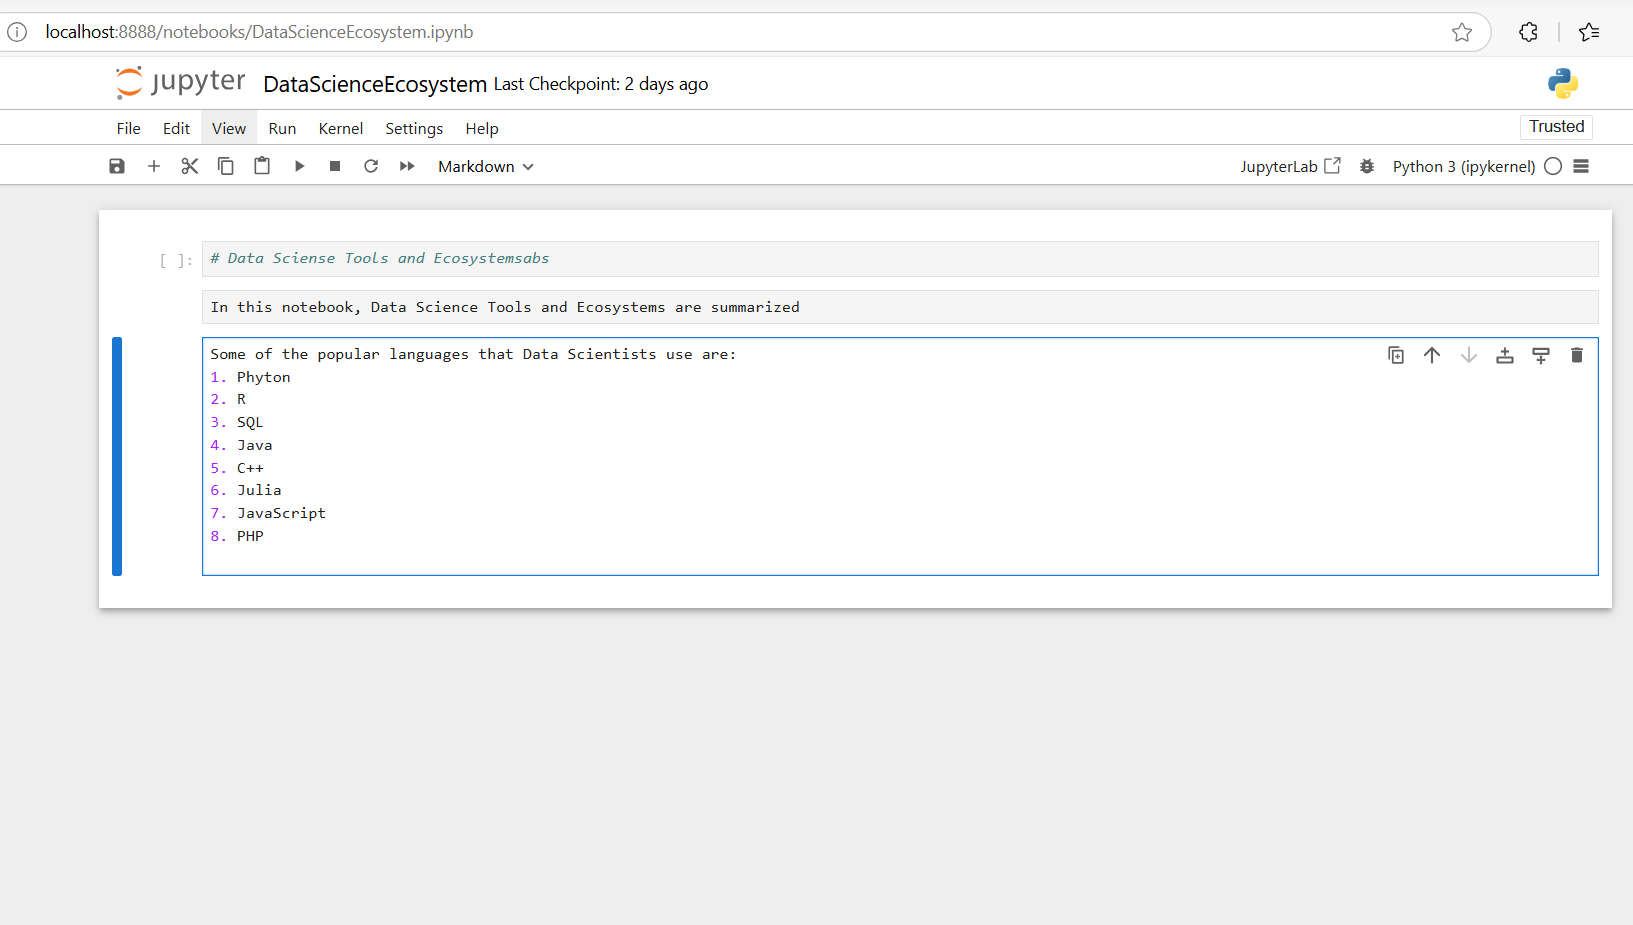 localhost:8888/notebooks/DataScienceEcosystem.ipynb
jupyter DataScienceEcosystem Last Checkpoint: 2 days ago
File Edit View Run Kernel Settings Help Trusted
Markdown JupyterLab Python 3 (ipykernel)
[ ]: # Data Sciense Tools and Ecosystemsabs
In this notebook, Data Science Tools and Ecosystems are summarized
Some of the popular languages that Data Scientists use are:
1. Phyton
2. R
3. SQL
4. Java
5. C++
6. Julia
7. JavaScript
8. PHP